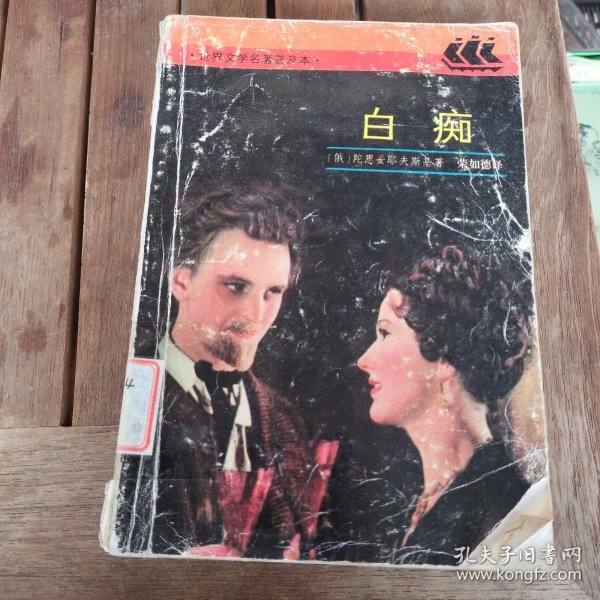 ·世界文学名著普及本·
白痴
〔俄〕陀思妥耶夫斯基著 荣如德译
孔夫子旧书网
www.kongfz.com